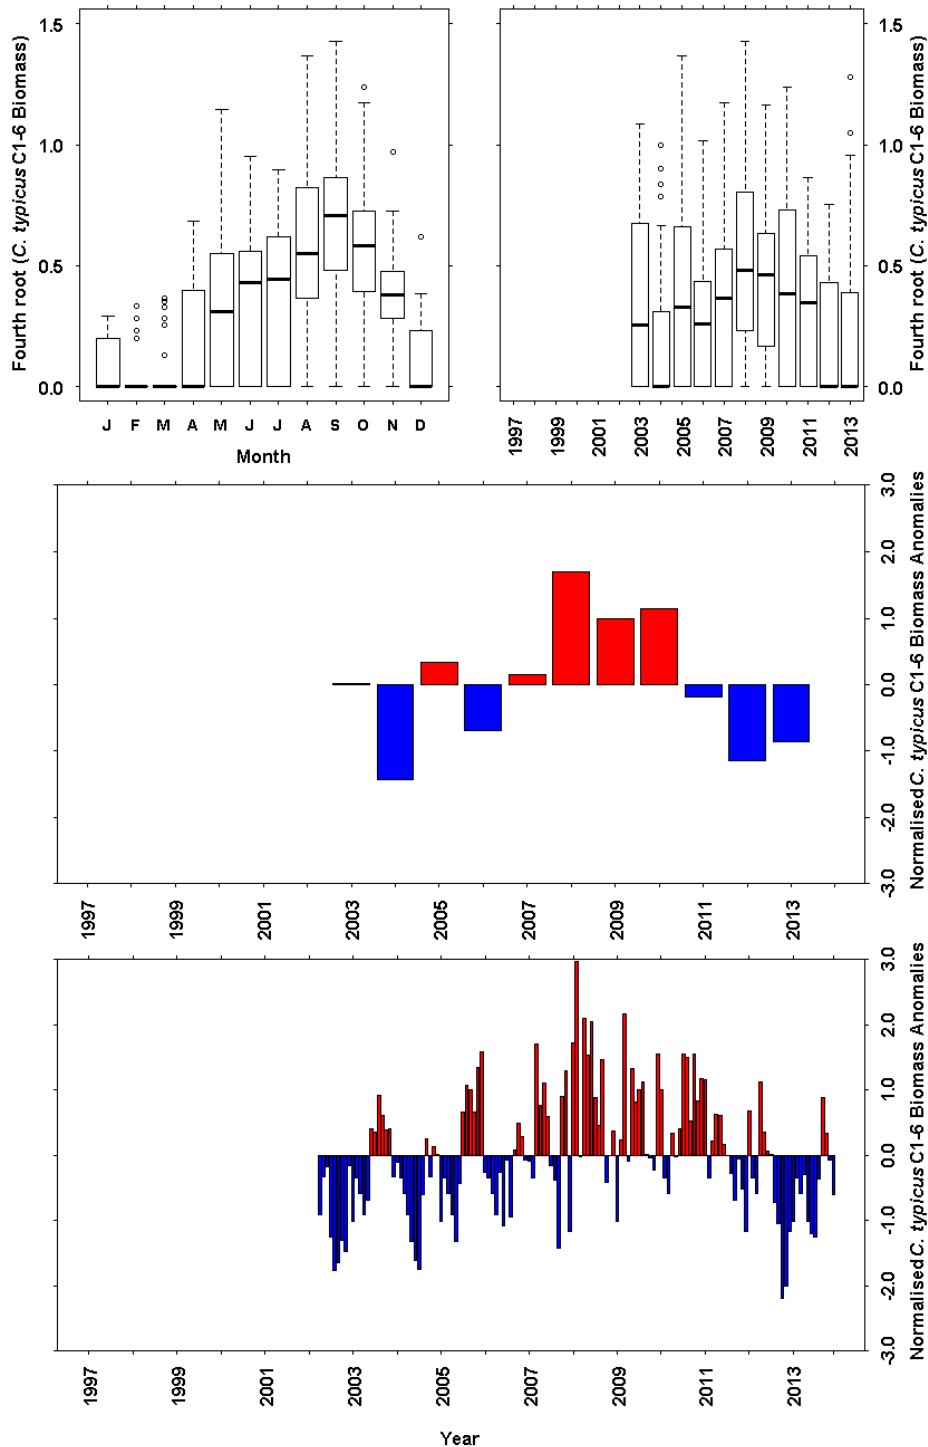 Fourth root (C. typicus C1-6 Biomass)
1.5
1.0
0.5
0.0
J F M A M J J A S O N D
Month
1.5
1.0
0.5
0.0
Fourth root (C. typicus C1-6 Biomass)
1997 1999 2001 2003 2005 2007 2009 2011 2013
3.0
2.0
1.0
0.0
-1.0
-2.0
-3.0
Normalised C. typicus C1-6 Biomass Anomalies
1997 1999 2001 2003 2005 2007 2009 2011 2013
3.0
2.0
1.0
0.0
-1.0
-2.0
-3.0
Normalised C. typicus C1-6 Biomass Anomalies
1997 1999 2001 2003 2005 2007 2009 2011 2013
Year